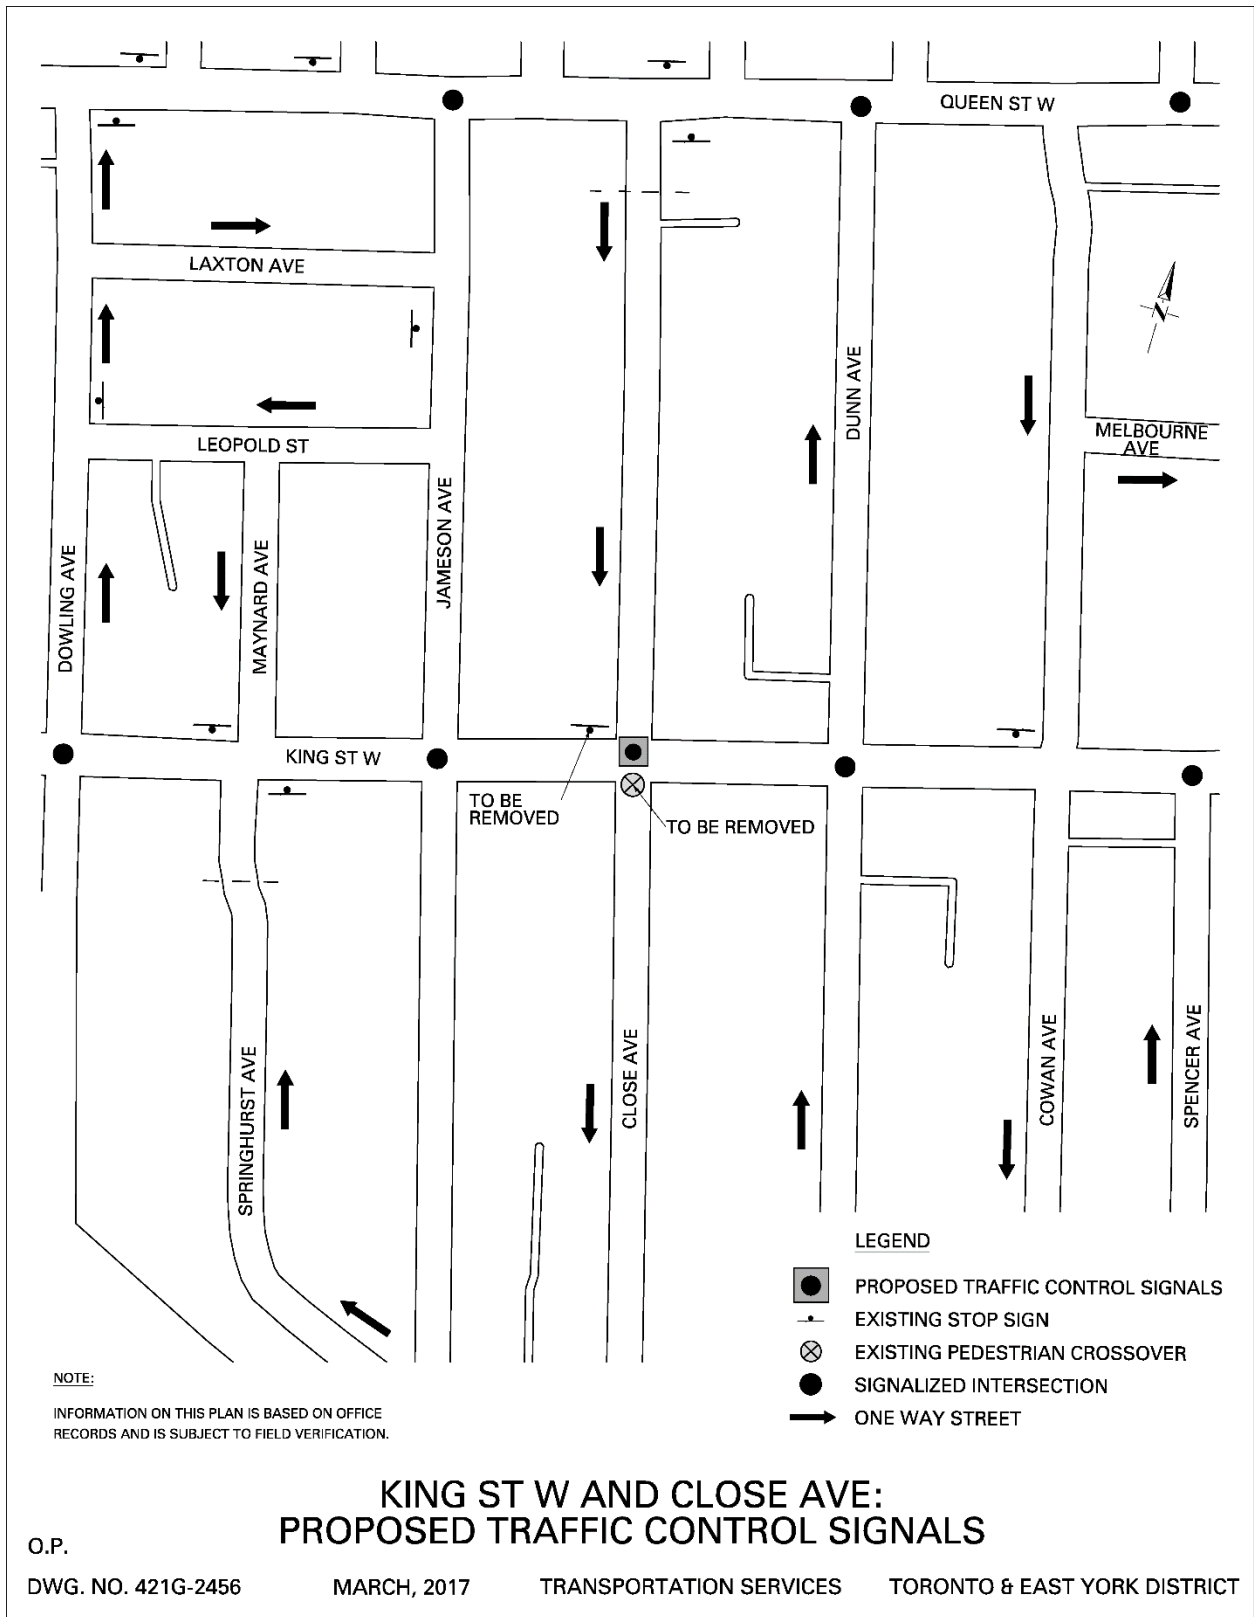 QUEEN ST W
LAXTON AVE
N
DUNN AVE
MELBOURNE
AVE
LEOPOLD ST
JAMESON AVE
DOWLING AVE
MAYNARD AVE
KING ST W
TO BE
REMOVED
TO BE REMOVED
SPRINGHURST AVE
CLOSE AVE
COWAN AVE
SPENCER AVE
LEGEND
PROPOSED TRAFFIC CONTROL SIGNALS
EXISTING STOP SIGN
EXISTING PEDESTRIAN CROSSOVER
SIGNALIZED INTERSECTION
ONE WAY STREET
NOTE:
INFORMATION ON THIS PLAN IS BASED ON OFFICE
RECORDS AND IS SUBJECT TO FIELD VERIFICATION.
KING ST W AND CLOSE AVE:
PROPOSED TRAFFIC CONTROL SIGNALS
O.P.
DWG. NO. 421G-2456 MARCH, 2017 TRANSPORTATION SERVICES TORONTO & EAST YORK DISTRICT